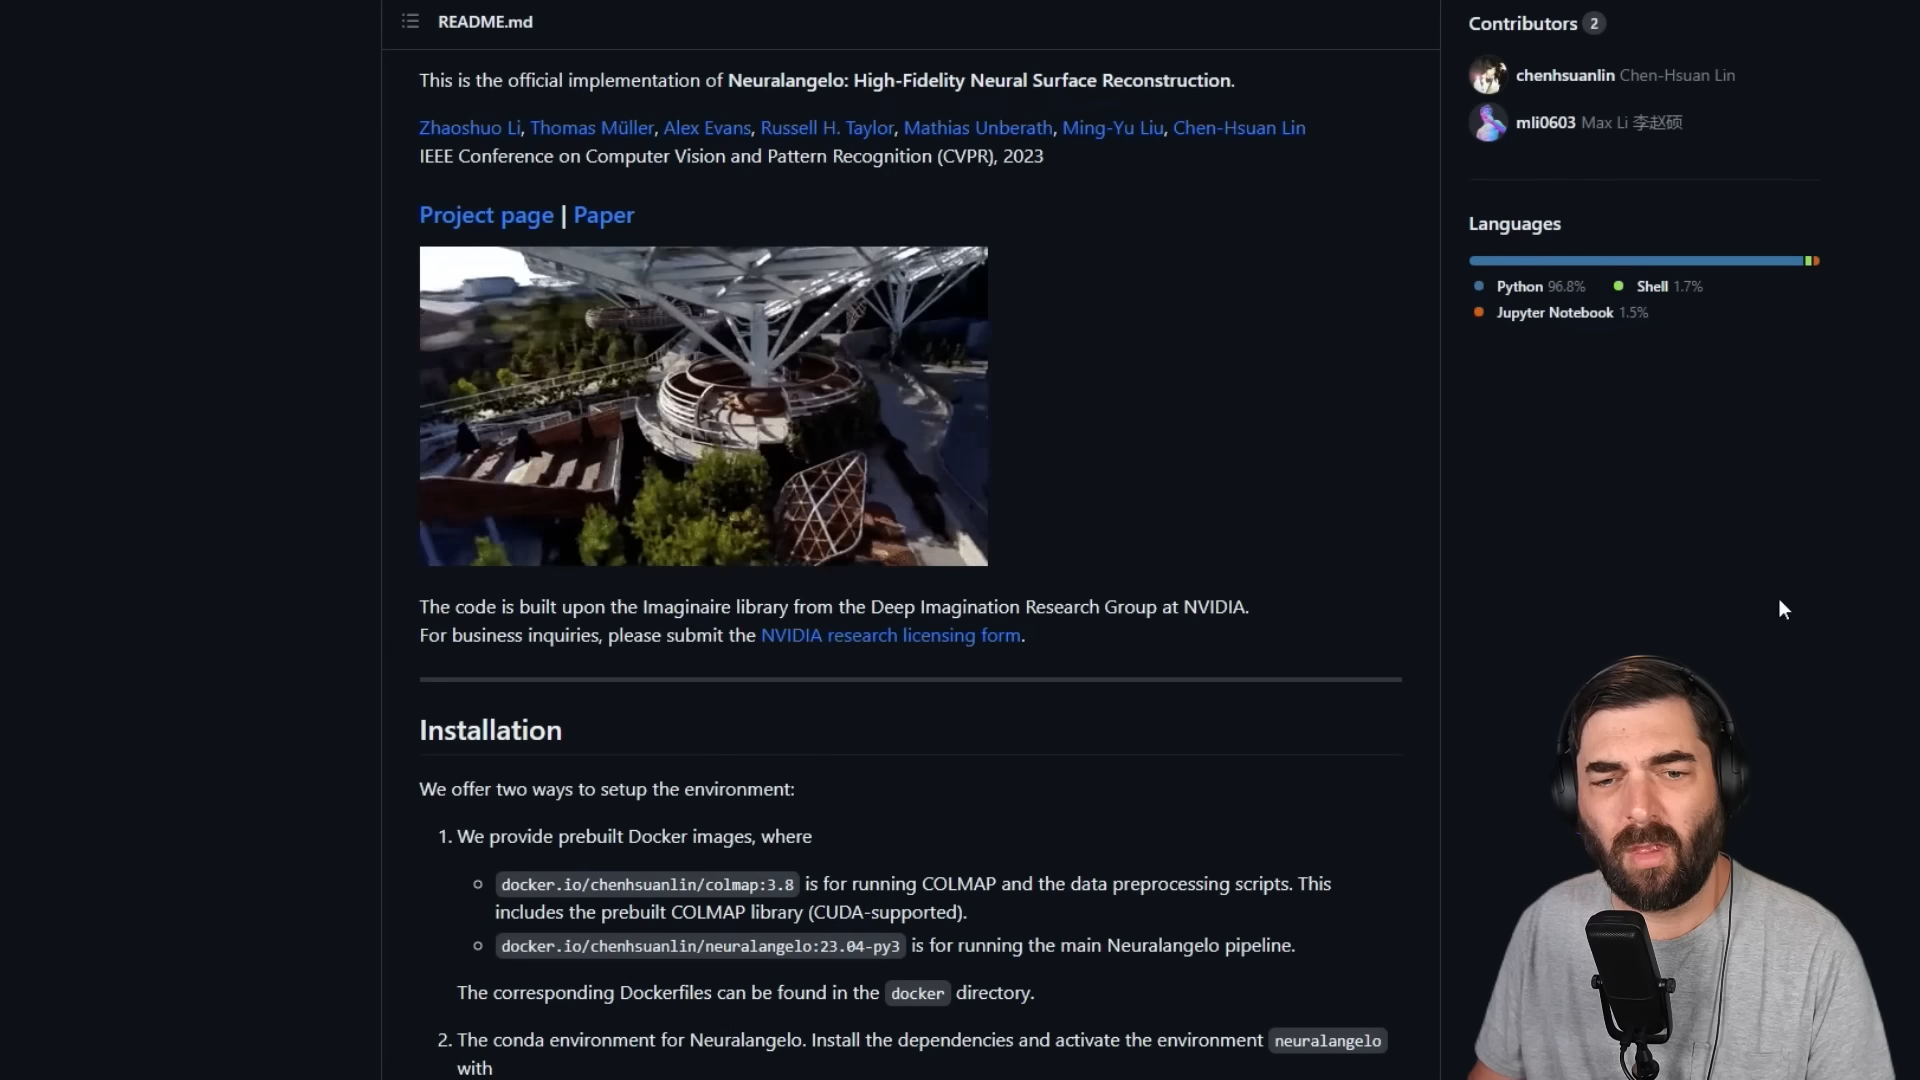 README.md
This is the official implementation of Neuralangelo: High-Fidelity Neural Surface Reconstruction.
Zhaoshuo Li, Thomas Müller, Alex Evans, Russell H. Taylor, Mathias Unberath, Ming-Yu Liu, Chen-Hsuan Lin
IEEE Conference on Computer Vision and Pattern Recognition (CVPR), 2023
Project page | Paper
The code is built upon the Imaginaire library from the Deep Imagination Research Group at NVIDIA.
For business inquiries, please submit the NVIDIA research licensing form.
Installation
We offer two ways to setup the environment:
1. We provide prebuilt Docker images, where
docker.io/chenhsuanlin/colmap:3.8 is for running COLMAP and the data preprocessing scripts. This
includes the prebuilt COLMAP library (CUDA-supported).
docker.io/chenhsuanlin/neuralangelo:23.04-py3 is for running the main Neuralangelo pipeline.
The corresponding Dockerfiles can be found in the docker directory.
2. The conda environment for Neuralangelo. Install the dependencies and activate the environment neuralangelo
with
Contributors 2
chenhsuanlin Chen-Hsuan Lin
mli0603 Max Li 李赵硕
Languages
Python 96.8% Shell 1.7%
Jupyter Notebook 1.5%